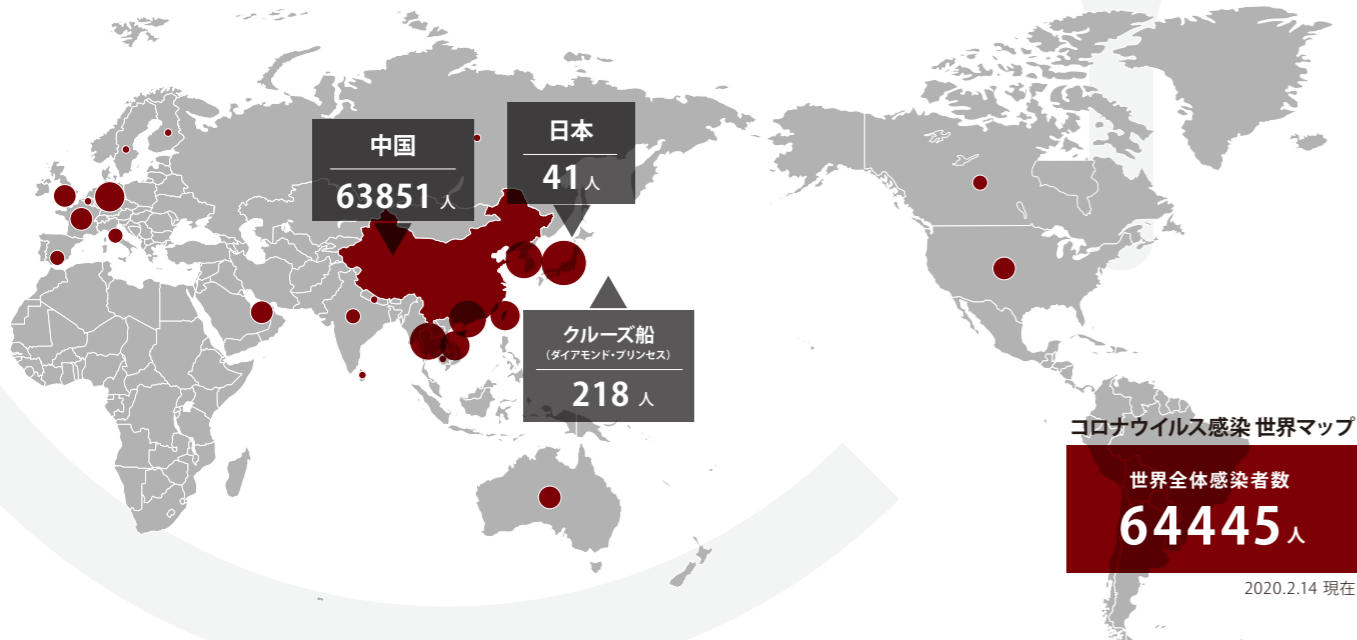 中国
63851 人
日本
41人
クルーズ船
(ダイアモンド・プリンセス)
218 人
コロナウイルス感染 世界マップ
世界全体感染者数
64445 人
2020.2.14 現在